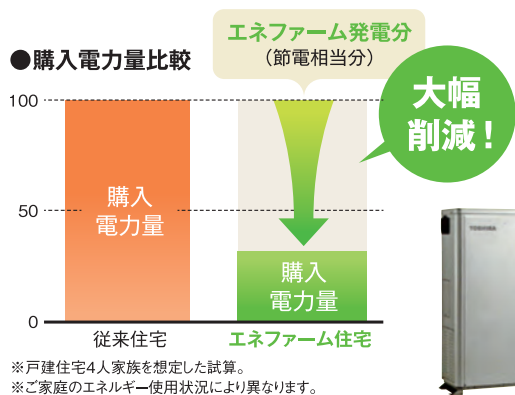 エネファーム発電分
（節電相当分）
●購入電力量比較
大幅
削減！
100
50
0
購入
電力量
購入
電力量
従来住宅
エネファーム住宅
TOSHIBA
※戸建住宅4人家族を想定した試算。
※ご家庭のエネルギー使用状況により異なります。